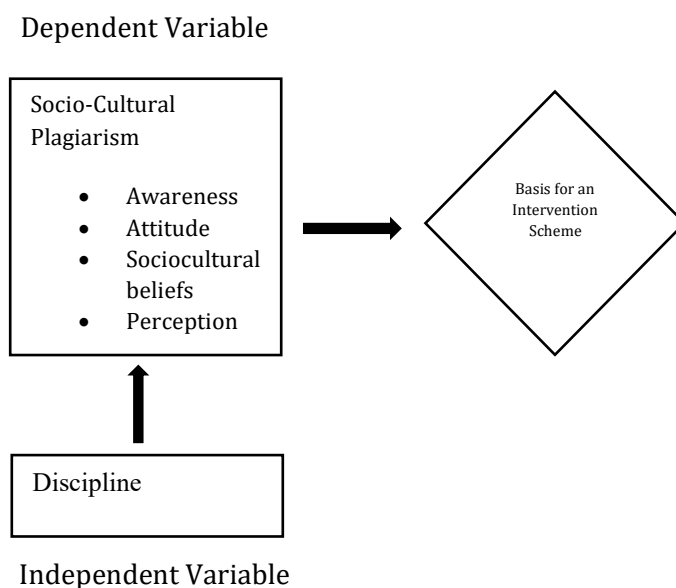 Dependent Variable
Socio-Cultural
Plagiarism
• Awareness
• Attitude
• Sociocultural
beliefs
• Perception
Basis for an
Intervention
Scheme
Discipline
Independent Variable